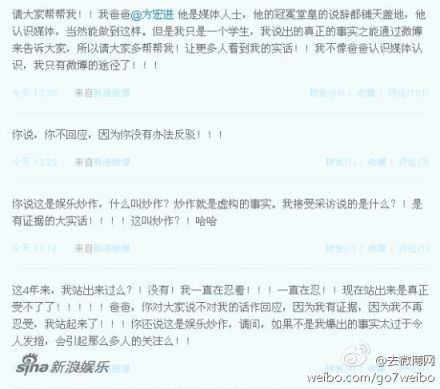 请大家帮帮我！！我爸爸@方宏进 他是媒体人士，他的冠冕堂皇的说辞都铺天盖地，他
认识媒体，当然能做到这样。但是我只是一个学生，我说出的真正的事实之能通过微博
来告诉大家，所以请大家多帮帮我！让更多人看到我的实话！！我不像爸爸认识媒体认
识，我只有微博的途径了！！！
今天 13:36 来自新浪微博 转发(64) | 收藏 | 评论(101)
你说，你不回应，因为你没有办法反驳！！！
今天 13:20 来自新浪微博 转发(1) | 收藏 | 评论(3)
你说这是娱乐炒作，什么叫炒作？炒作就是虚构的事实。我接受采访说的是什么？！是
有证据的大实话！！！！这叫炒作？！哈哈
今天 13:18 来自新浪微博 转发(1) | 收藏 | 评论(1)
这4年来，我站出来过么？！没有！我一直在忍着！！！一直在忍！！现在站出来是真正
受不了了！！！！！爸爸，你对大家说不对我的话作回应，因为我有证据，因为我不再
忍受，我站起来了！！！你还说这是娱乐炒作，请问，如果不是我爆出的事实太过于令
人发指，会引起那么多人的关注么！！
sina新浪娱乐
@去微南网
weibo.com/go7weibo